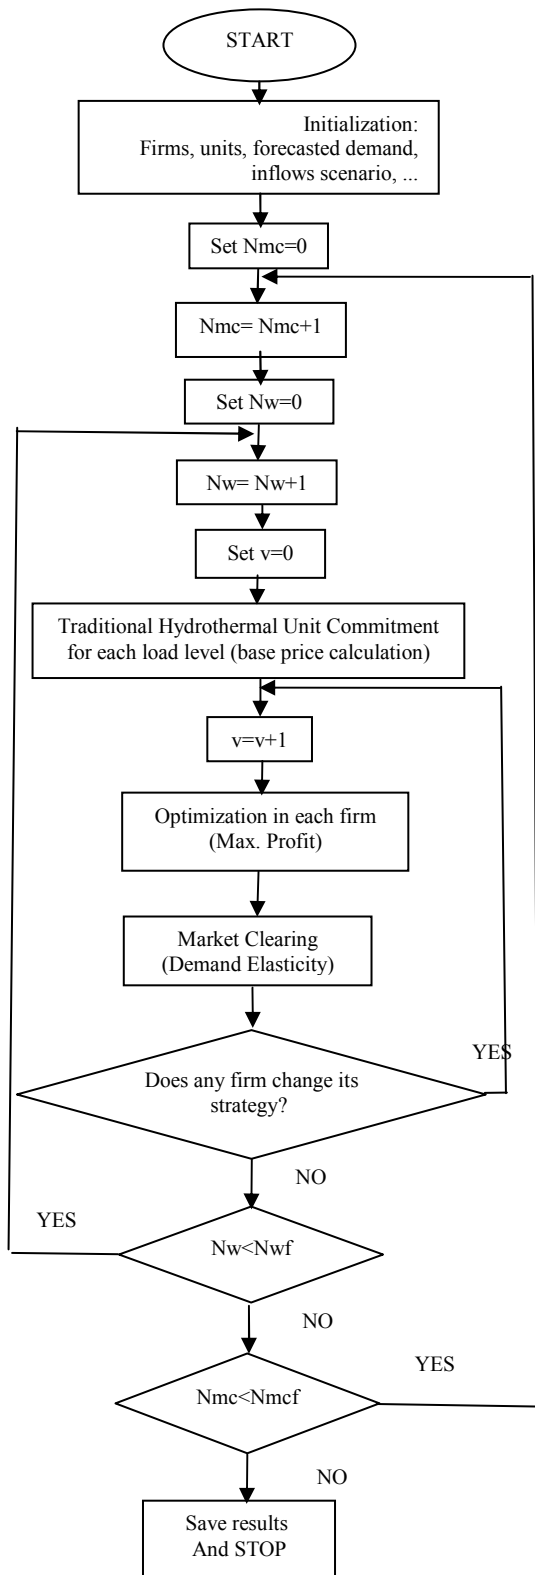 START
Initialization:
Firms, units, forecasted demand,
inflows scenario, ...
Set Nmc=0
Nmc= Nmc+1
Set Nw=0
Nw= Nw+1
Set v=0
Traditional Hydrothermal Unit Commitment
for each load level (base price calculation)
v=v+1
Optimization in each firm
(Max. Profit)
Market Clearing
(Demand Elasticity)
Does any firm change its
strategy?
YES
NO
YES
Nw<Nwf
NO
YES
Nmc<Nmcf
NO
Save results
And STOP